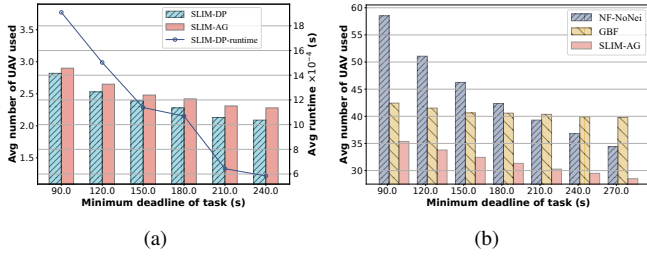 SLIM-DP
SLIM-AG
SLIM-DP-runtime
Avg number of UAV used
3.5
3.0
2.5
2.0
1.5
18
16
14
12
10
8
6
Avg runtime ×10⁻⁴ (s)
90.0 120.0 150.0 180.0 210.0 240.0
Minimum deadline of task (s)
(a)
NF-NoNei
GBF
SLIM-AG
Avg number of UAV used
60
55
50
45
40
35
30
90.0 120.0 150.0 180.0 210.0 240.0 270.0
Minimum deadline of task (s)
(b)